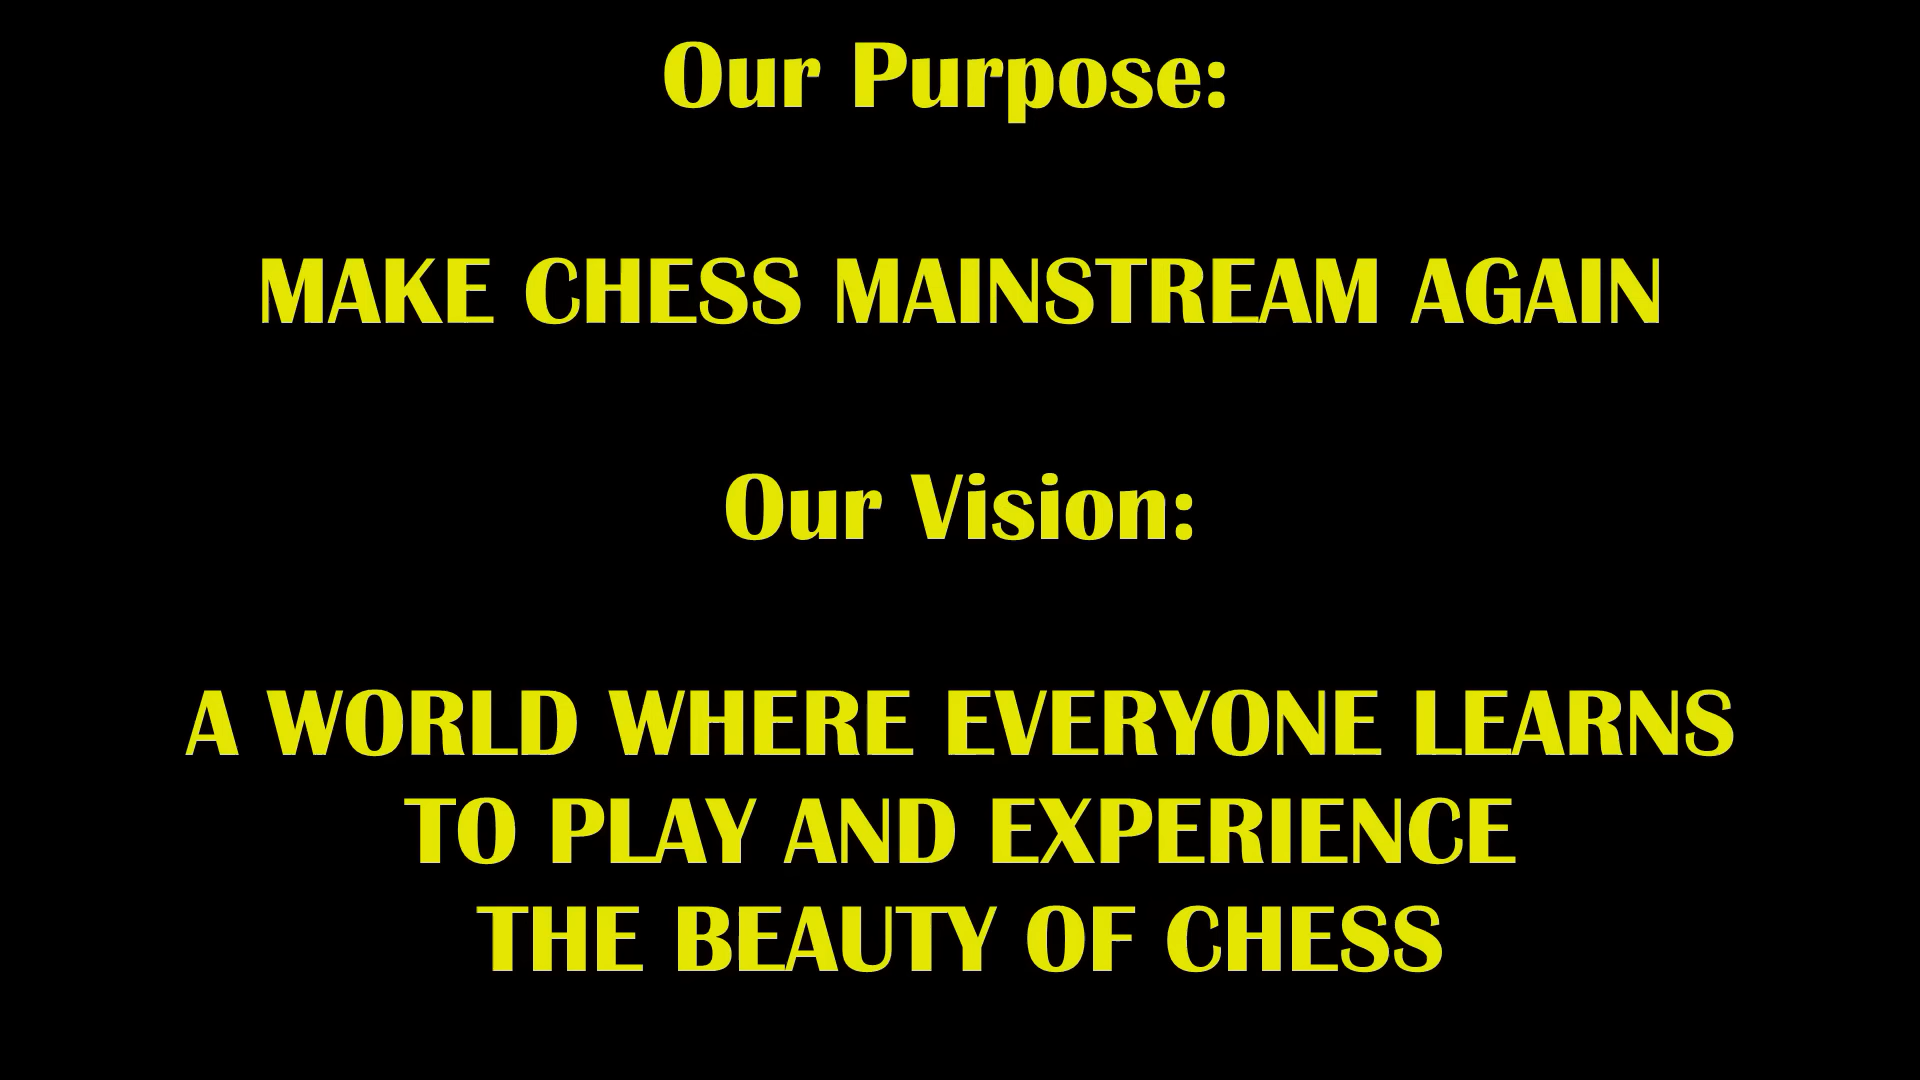 Our Purpose:
MAKE CHESS MAINSTREAM AGAIN
Our Vision:
A WORLD WHERE EVERYONE LEARNS
TO PLAY AND EXPERIENCE
THE BEAUTY OF CHESS